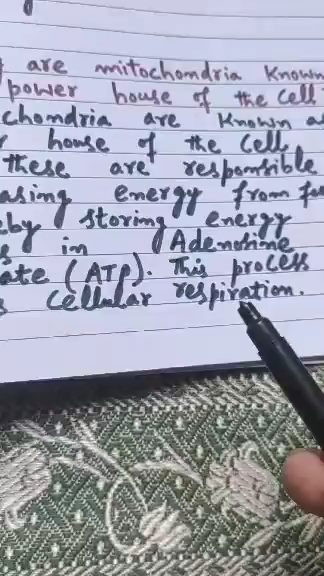 are mitochondria Known
power house of the cell
chondria are Known a
house of the Cell
these are responsible
asing energy from fo
eby storing energy
s in Adenosine
ate (ATP). This process
s cellular respiration.